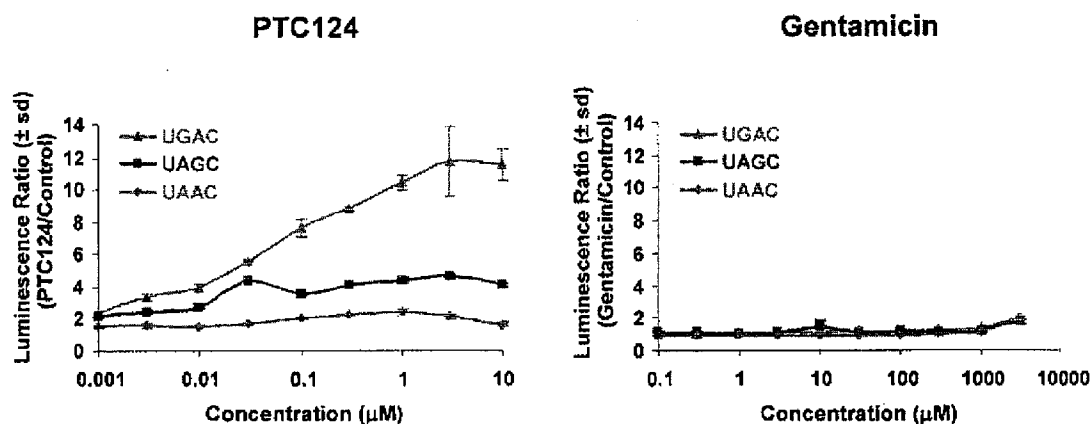 PTC124
Luminescence Ratio (± sd)
(PTC124/Control)
14
12
10
8
6
4
2
0
UGAC
UAGC
UAAC
0.001
0.01
0.1
1
10
Concentration (µM)
Gentamicin
Luminescence Ratio (± sd)
(Gentamicin/Control)
14
12
10
8
6
4
2
0
UGAC
UAGC
UAAC
0.1
1
10
100
1000
10000
Concentration (µM)